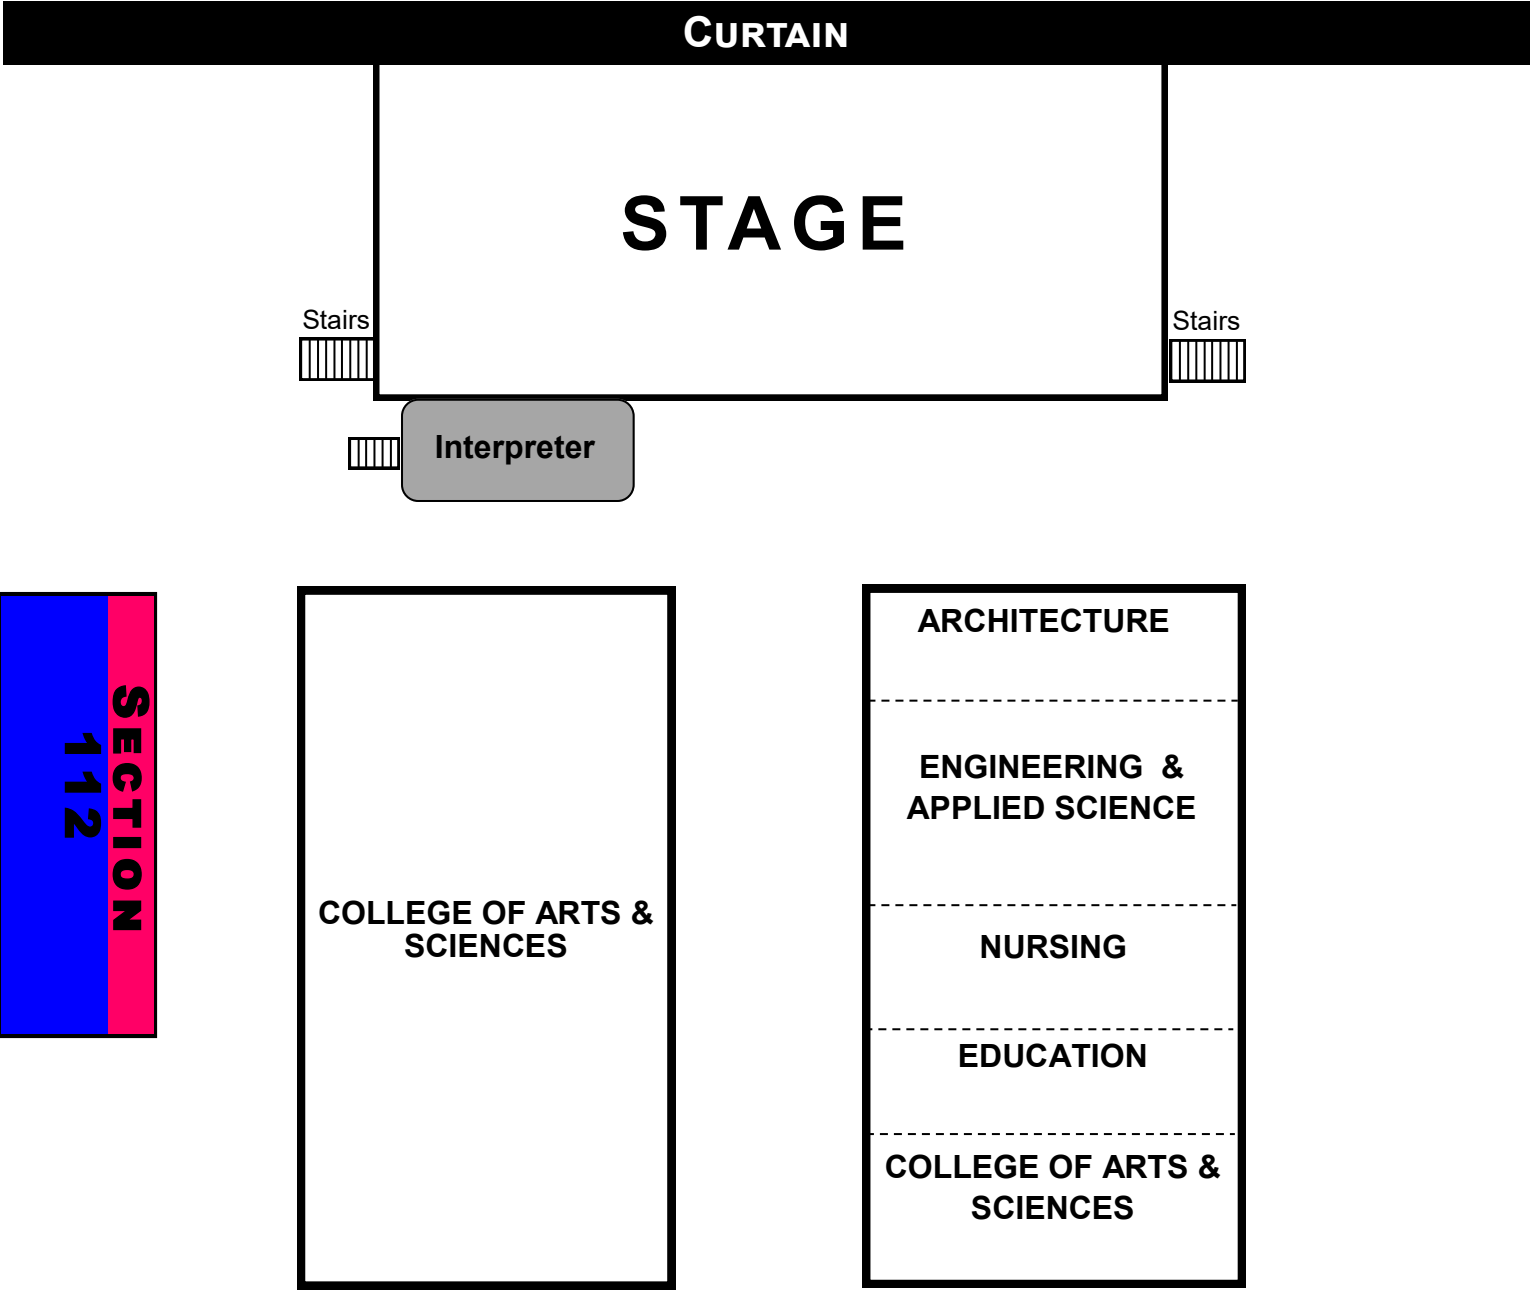 CURTAIN
STAGE
Stairs
Stairs
Interpreter
SECTION
112
COLLEGE OF ARTS &
SCIENCES
ARCHITECTURE
ENGINEERING &
APPLIED SCIENCE
NURSING
EDUCATION
COLLEGE OF ARTS &
SCIENCES